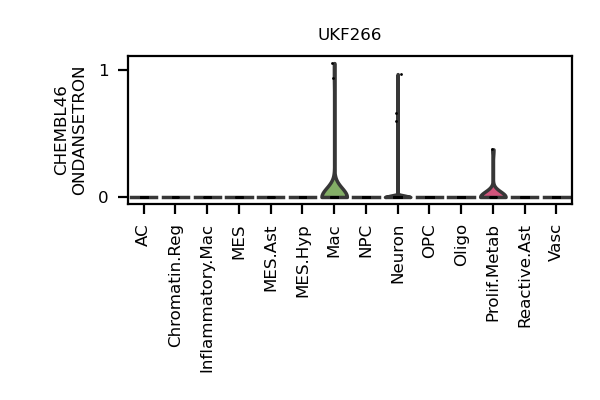 UKF266
CHEMBL46
ONDANSETRON
1
0
AC
Chromatin.Reg
Inflammatory.Mac
MES
MES.Ast
MES.Hyp
Mac
NPC
Neuron
OPC
Oligo
Prolif.Metab
Reactive.Ast
Vasc